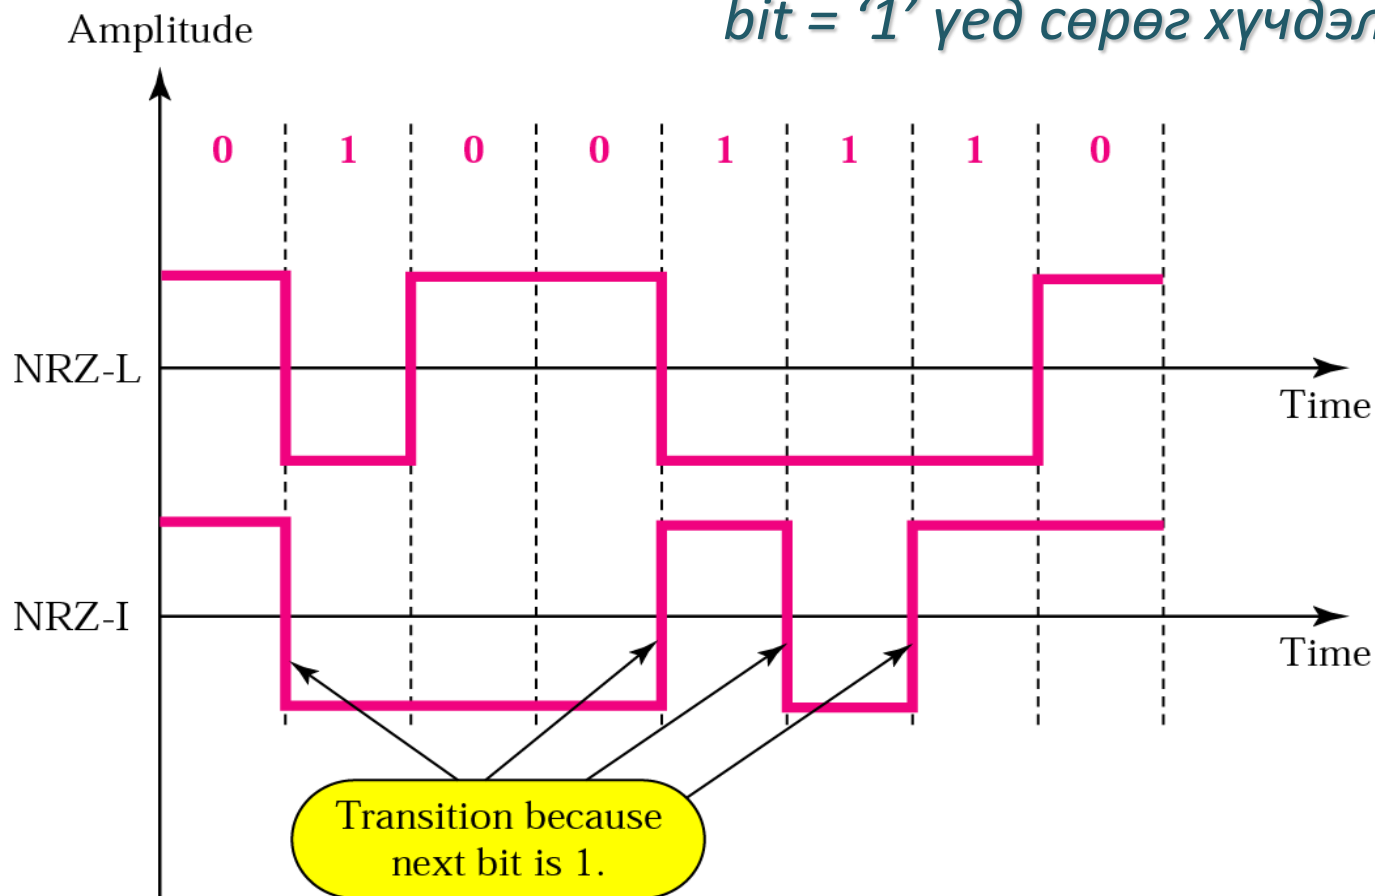 bit = ‘1’ үед сөрөг хүчдэл
Amplitude
0 1 0 0 1 1 1 0
NRZ-L
Time
NRZ-I
Time
Transition because
next bit is 1.